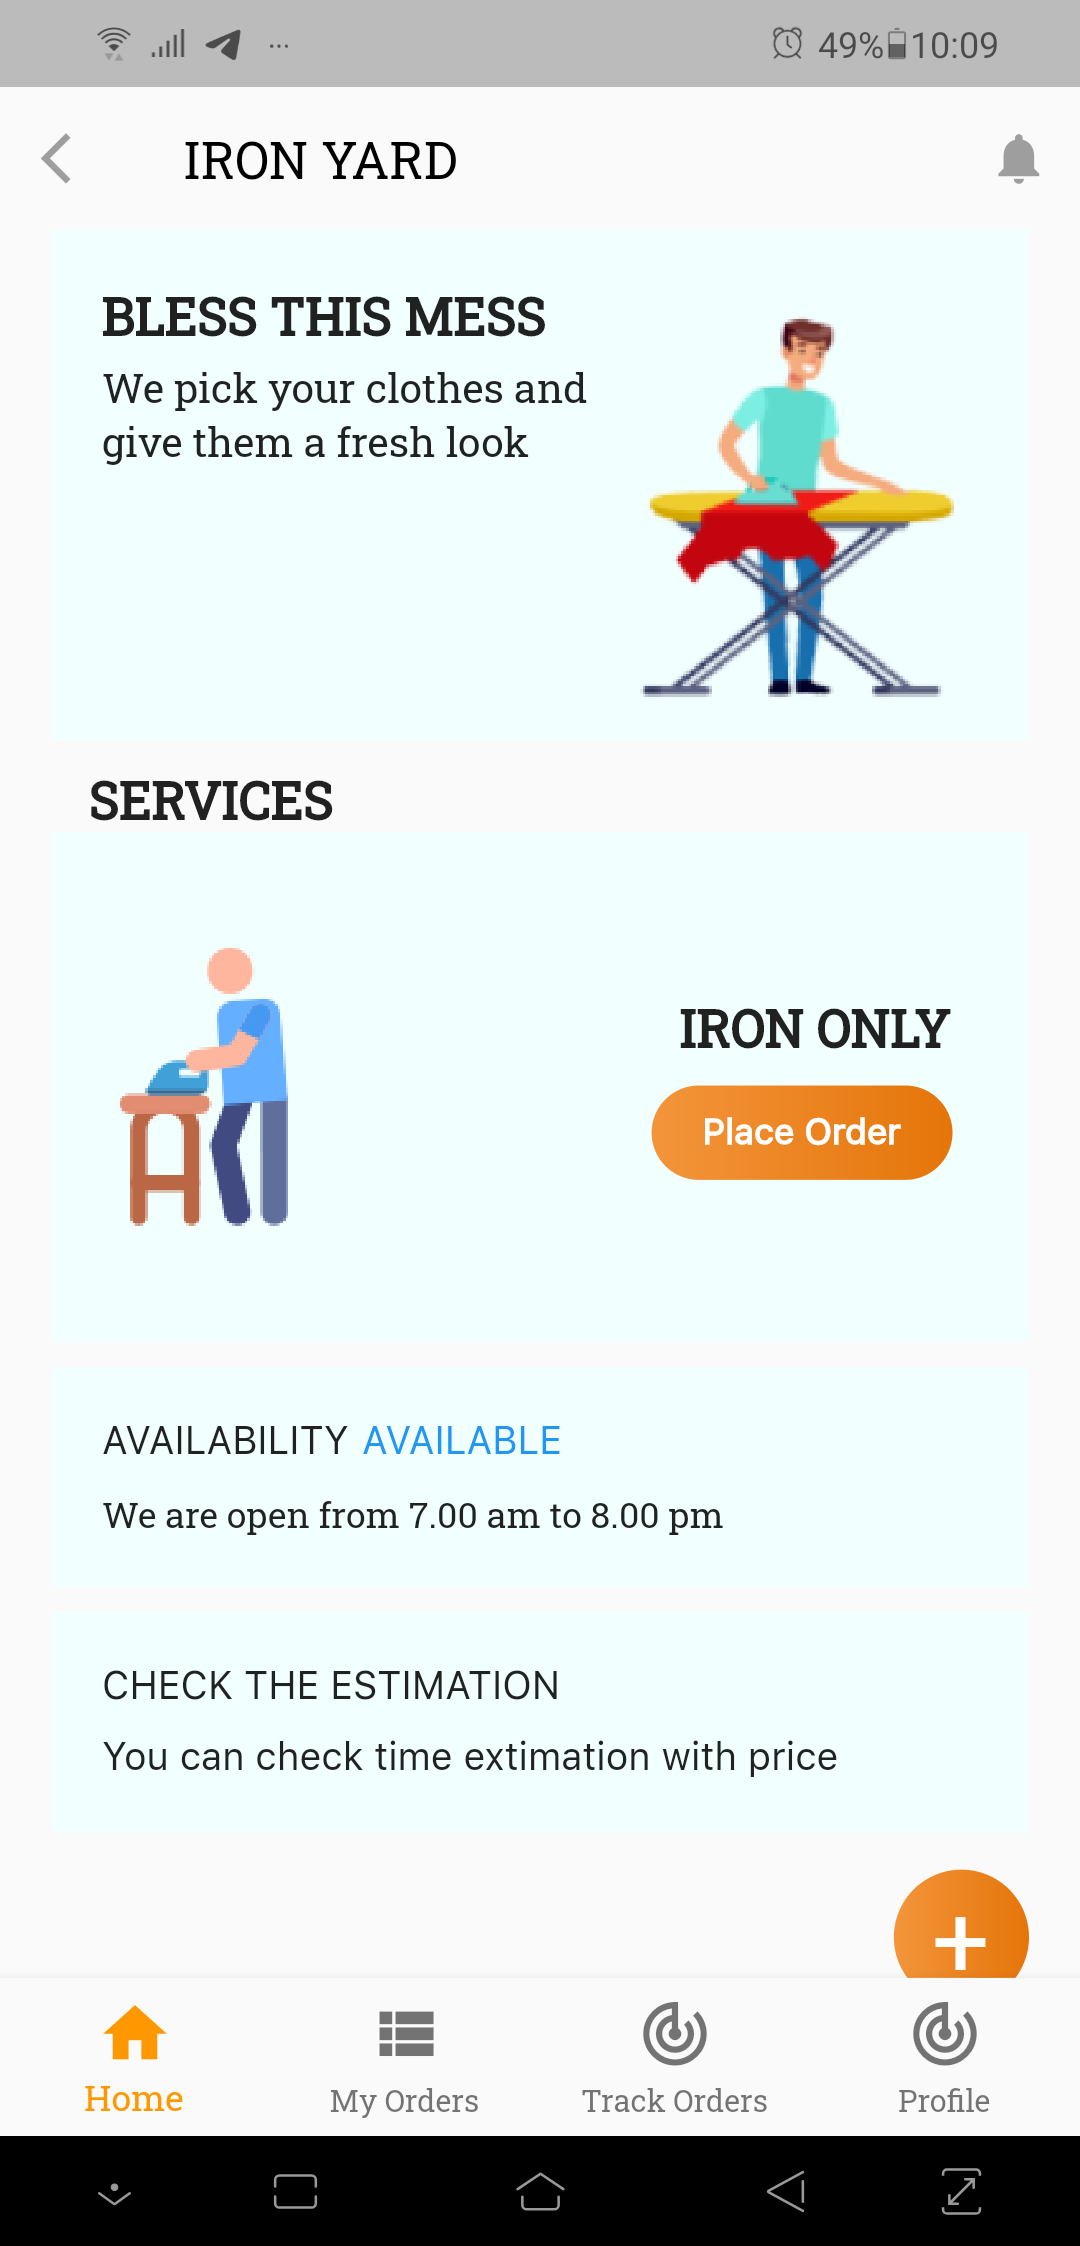 ... 49% 10:09
IRON YARD
BLESS THIS MESS
We pick your clothes and
give them a fresh look
SERVICES
IRON ONLY
Place Order
AVAILABILITY AVAILABLE
We are open from 7.00 am to 8.00 pm
CHECK THE ESTIMATION
You can check time extimation with price
+
Home My Orders Track Orders Profile